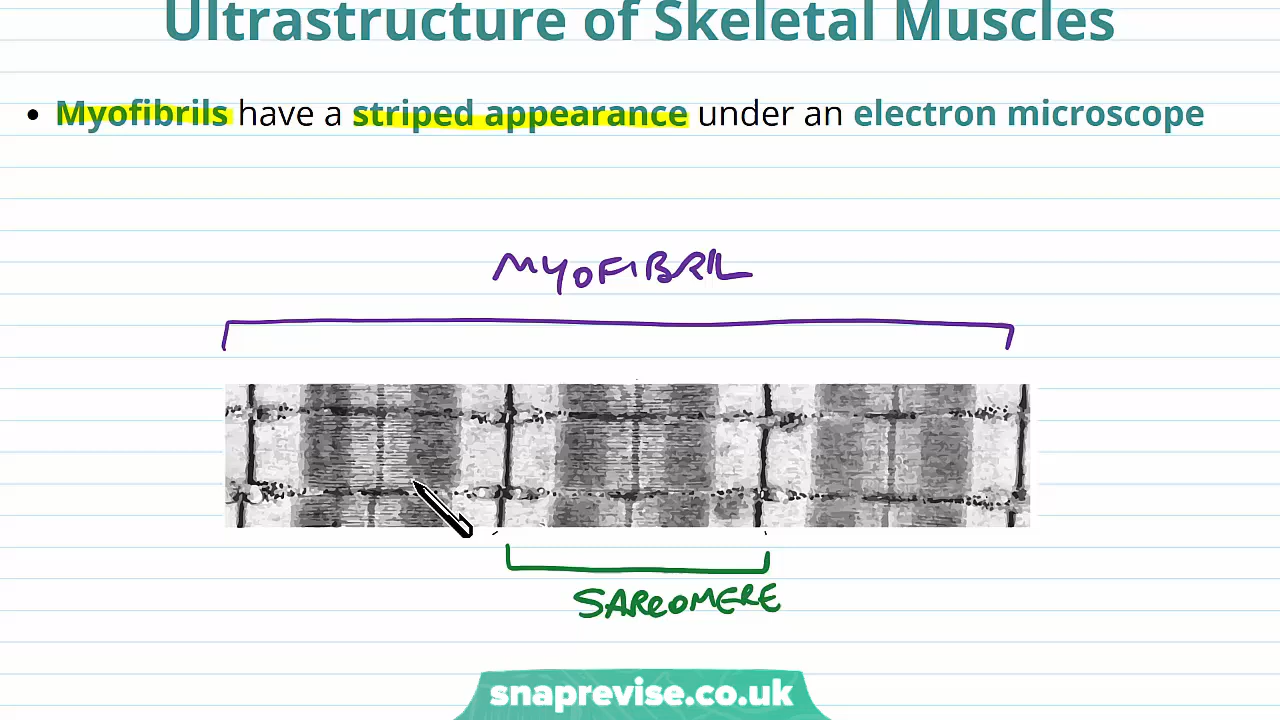 Ultrastructure of Skeletal Muscles
• Myofibrils have a striped appearance under an electron microscope
MYOFIBRIL
SARCOMERE
snaprevise.co.uk